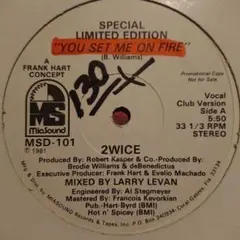 SPECIAL
LIMITED EDITION
"YOU SET ME ON FIRE"
(B. Williams)
A
FRANK HART
CONCEPT
Promotional Copy
Not for Sale
130
MS
MiaSound
MSD-101
© 1981
Vocal
Club Version
Side A
5:50
33 1/3 RPM
STEREO
2WICE
Produced By: Robert Kasper & Co.-Produced By:
Brodie Williams & deBenedictus
Executive Producer: Frank Hart & Evelio Machado
MIXED BY LARRY LEVAN
Engineered By: Al Stegmeyer
Mastered By: Francois Kevorkian
Pub.-Hart-Byrd (BMI)
Hot n' Spicey (BMI)